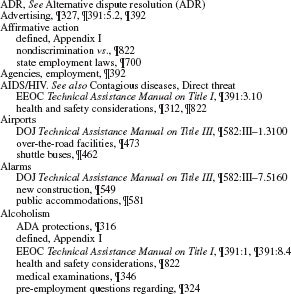 ADR, See Alternative dispute resolution (ADR)
Advertising, ¶327, ¶391:5.2, ¶392
Affirmative action
defined, Appendix I
nondiscrimination vs., ¶822
state employment laws, ¶700
Agencies, employment, ¶392
AIDS/HIV. See also Contagious diseases, Direct threat
EEOC Technical Assistance Manual on Title I, ¶391:3.10
health and safety considerations, ¶312, ¶822
Airports
DOJ Technical Assistance Manual on Title III, ¶582:III–1.3100
over-the-road facilities, ¶473
shuttle buses, ¶462
Alarms
DOJ Technical Assistance Manual on Title III, ¶582:III–7.5160
new construction, ¶549
public accommodations, ¶581
Alcoholism
ADA protections, ¶316
defined, Appendix I
EEOC Technical Assistance Manual on Title I, ¶391:1, ¶391:8.4
health and safety considerations, ¶822
medical examinations, ¶346
pre-employment questions regarding, ¶324